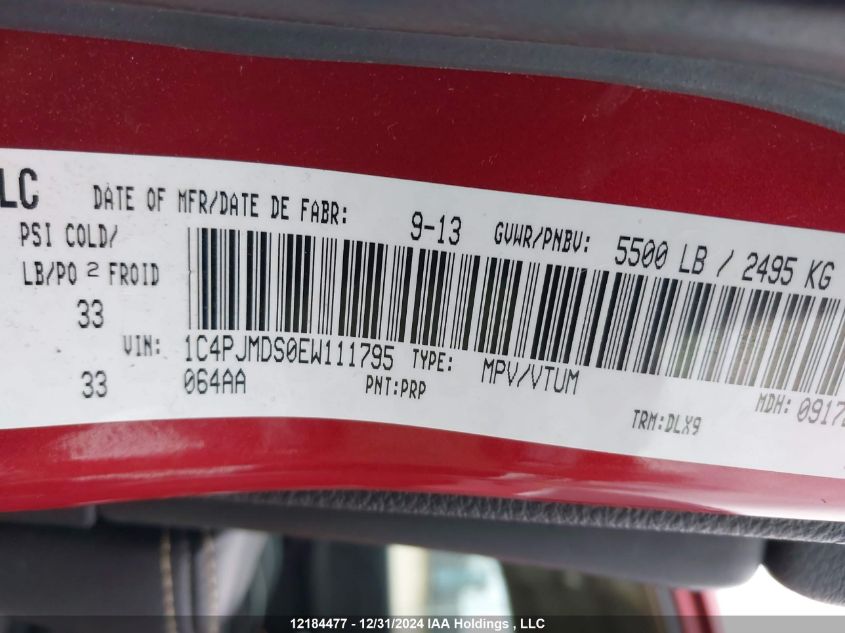 LC
DATE OF MFR/DATE DE FABR: 9-13 GVWR/PNBV: 5500 LB / 2495 KG
PSI COLD/
LB/PO 2 FROID
33
VIN: 1C4PJMDS0EW111795 TYPE: MPV/VTUM
33
064AA PNT:PRP TRM:DLX9 MDH: 0917
12184477 - 12/31/2024 IAA Holdings , LLC